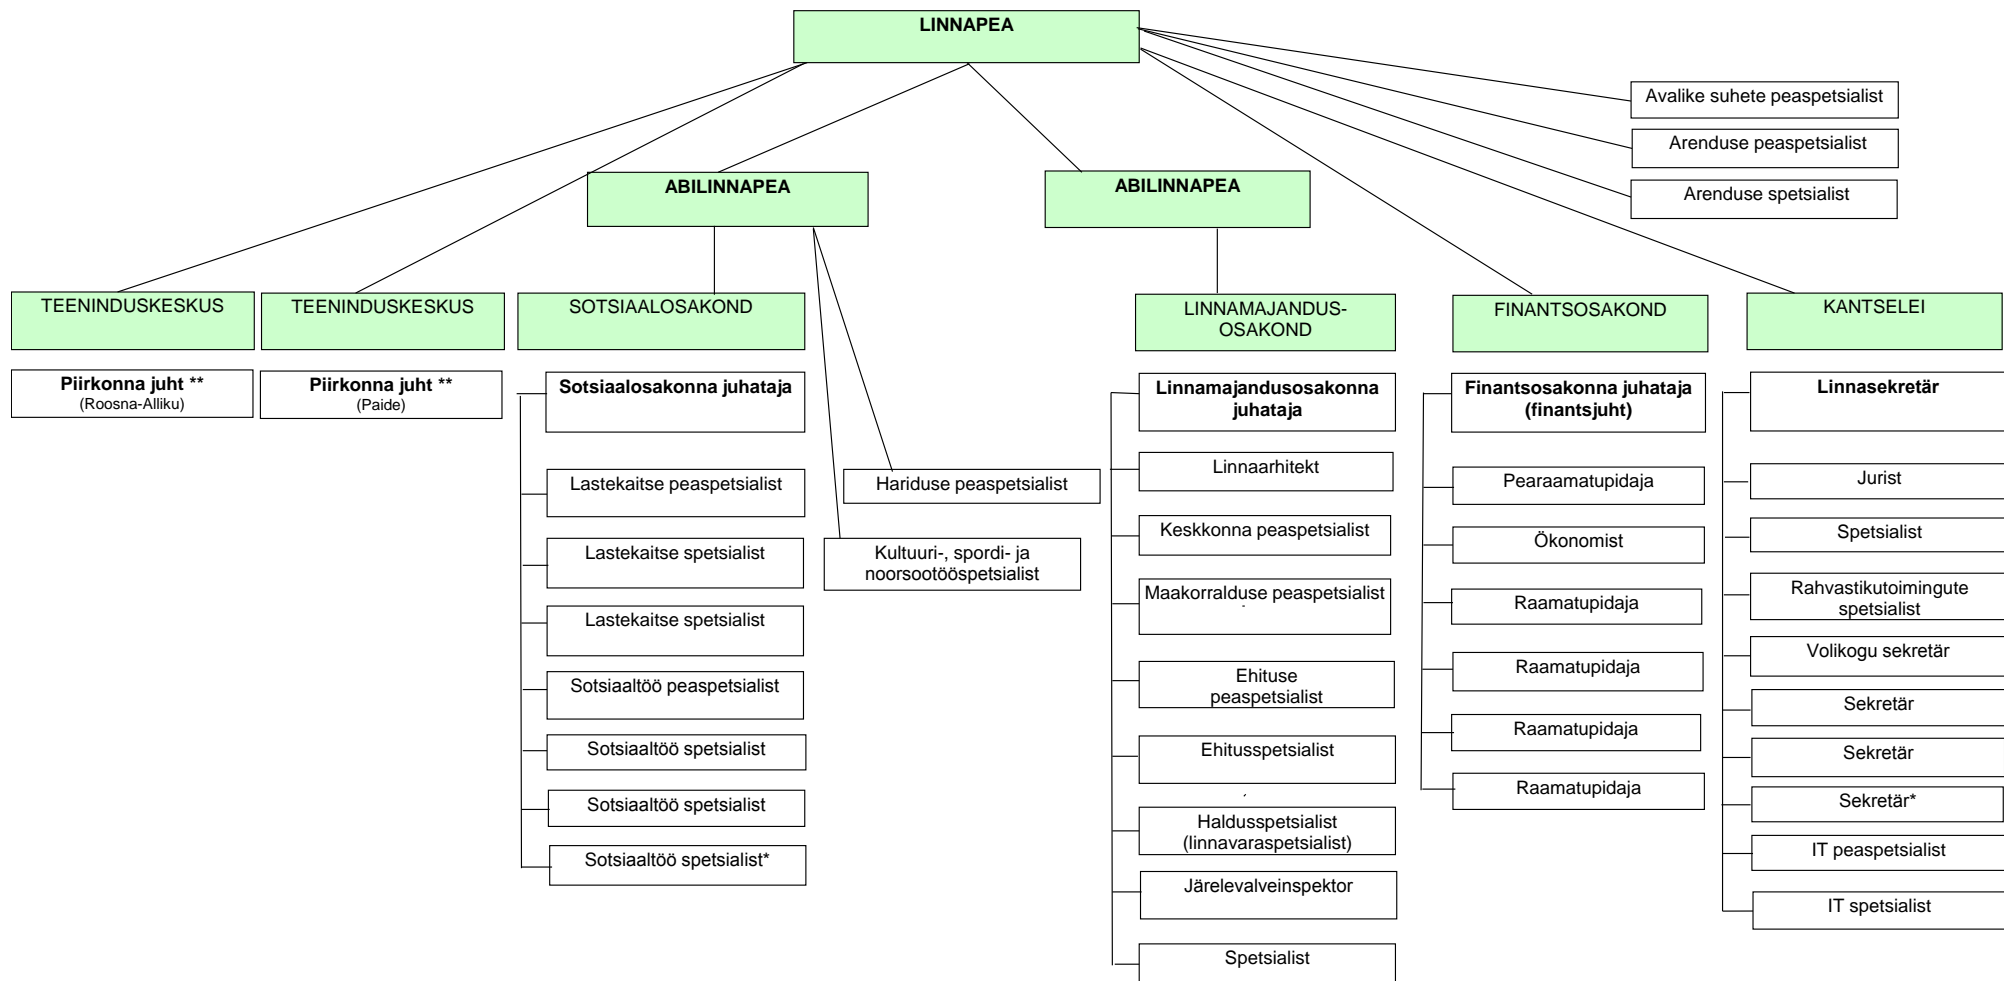 LINNAPEA
Avalike suhete peaspetsialist
Arenduse peaspetsialist
Arenduse spetsialist
ABILINNAPEA
ABILINNAPEA
TEENINDUSKESKUS
TEENINDUSKESKUS
SOTSIAALOSAKOND
LINNAMAJANDUS-
OSAKOND
FINANTSOSAKOND
KANTSELEI
Piirkonna juht **
(Roosna-Alliku)
Piirkonna juht **
(Paide)
Sotsiaalosakonna juhataja
Lastekaitse peaspetsialist
Lastekaitse spetsialist
Lastekaitse spetsialist
Sotsiaaltöö peaspetsialist
Sotsiaaltöö spetsialist
Sotsiaaltöö spetsialist
Sotsiaaltöö spetsialist*
Hariduse peaspetsialist
Kultuuri-, spordi- ja
noorsootööspetsialist
Linnamajandusosakonna
juhataja
Linnaarhitekt
Keskkonna peaspetsialist
Maakorralduse peaspetsialist
Ehituse
peaspetsialist
Ehitusspetsialist
Haldusspetsialist
(linnavaraspetsialist)
Järelevalveinspektor
Spetsialist
Finantsosakonna juhataja
(finantsjuht)
Pearaamatupidaja
Ökonomist
Raamatupidaja
Raamatupidaja
Raamatupidaja
Raamatupidaja
Linnasekretär
Jurist
Spetsialist
Rahvastikutoimingute
spetsialist
Volikogu sekretär
Sekretär
Sekretär
Sekretär*
IT peaspetsialist
IT spetsialist